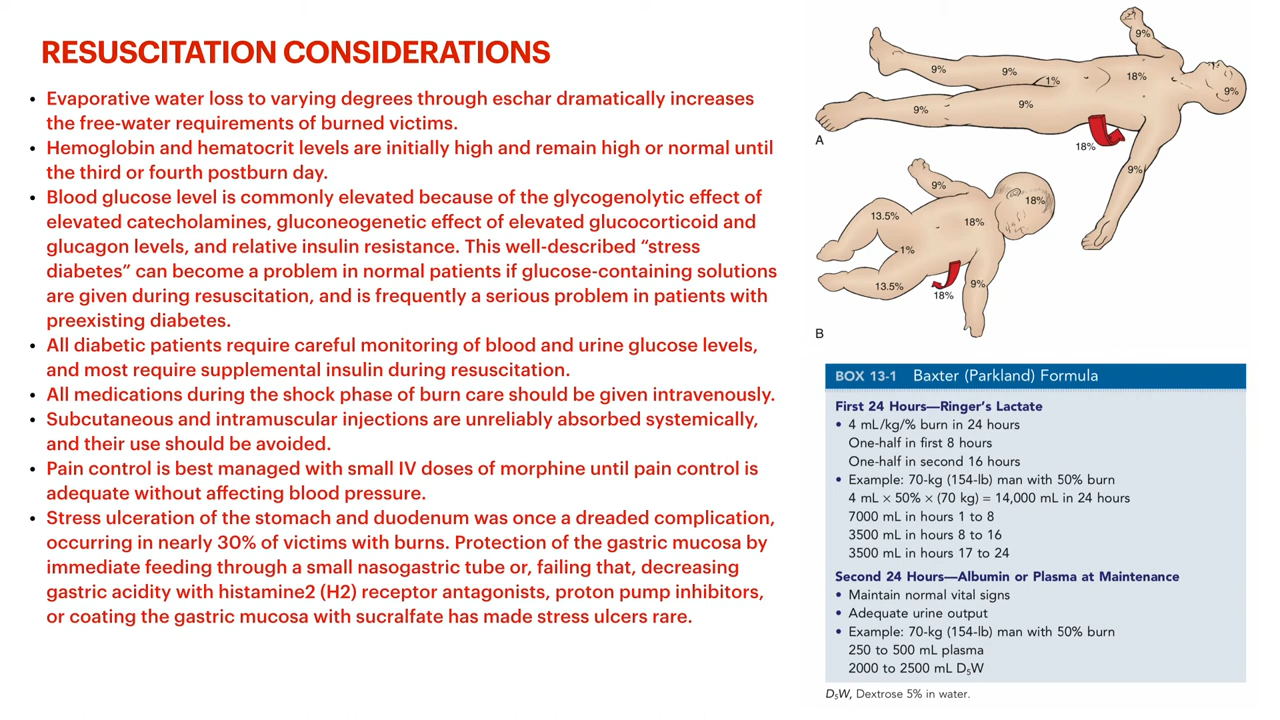 RESUSCITATION CONSIDERATIONS
• Evaporative water loss to varying degrees through eschar dramatically increases
the free-water requirements of burned victims.
• Hemoglobin and hematocrit levels are initially high and remain high or normal until
the third or fourth postburn day.
• Blood glucose level is commonly elevated because of the glycogenolytic effect of
elevated catecholamines, gluconeogenetic effect of elevated glucocorticoid and
glucagon levels, and relative insulin resistance. This well-described “stress
diabetes” can become a problem in normal patients if glucose-containing solutions
are given during resuscitation, and is frequently a serious problem in patients with
preexisting diabetes.
• All diabetic patients require careful monitoring of blood and urine glucose levels,
and most require supplemental insulin during resuscitation.
• All medications during the shock phase of burn care should be given intravenously.
• Subcutaneous and intramuscular injections are unreliably absorbed systemically,
and their use should be avoided.
• Pain control is best managed with small IV doses of morphine until pain control is
adequate without affecting blood pressure.
• Stress ulceration of the stomach and duodenum was once a dreaded complication,
occurring in nearly 30% of victims with burns. Protection of the gastric mucosa by
immediate feeding through a small nasogastric tube or, failing that, decreasing
gastric acidity with histamine2 (H2) receptor antagonists, proton pump inhibitors,
or coating the gastric mucosa with sucralfate has made stress ulcers rare.
9%
9%
9%
1%
18%
9%
9%
9%
A
18%
9%
9%
18%
13.5%
18%
1%
13.5%
9%
18%
B
BOX 13-1 Baxter (Parkland) Formula
First 24 Hours—Ringer’s Lactate
• 4 mL/kg/% burn in 24 hours
One-half in first 8 hours
One-half in second 16 hours
• Example: 70-kg (154-lb) man with 50% burn
4 mL × 50% × (70 kg) = 14,000 mL in 24 hours
7000 mL in hours 1 to 8
3500 mL in hours 8 to 16
3500 mL in hours 17 to 24
Second 24 Hours—Albumin or Plasma at Maintenance
• Maintain normal vital signs
• Adequate urine output
• Example: 70-kg (154-lb) man with 50% burn
250 to 500 mL plasma
2000 to 2500 mL D₅W
D₅W, Dextrose 5% in water.